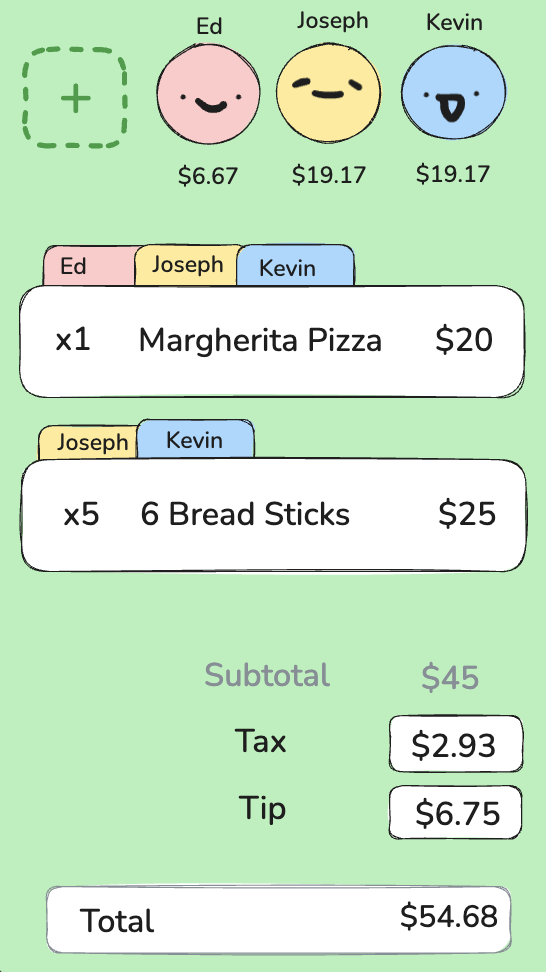 Ed Joseph Kevin
+
$6.67 $19.17 $19.17
Ed Joseph Kevin
x1 Margherita Pizza $20
Joseph Kevin
x5 6 Bread Sticks $25
Subtotal $45
Tax $2.93
Tip $6.75
Total $54.68